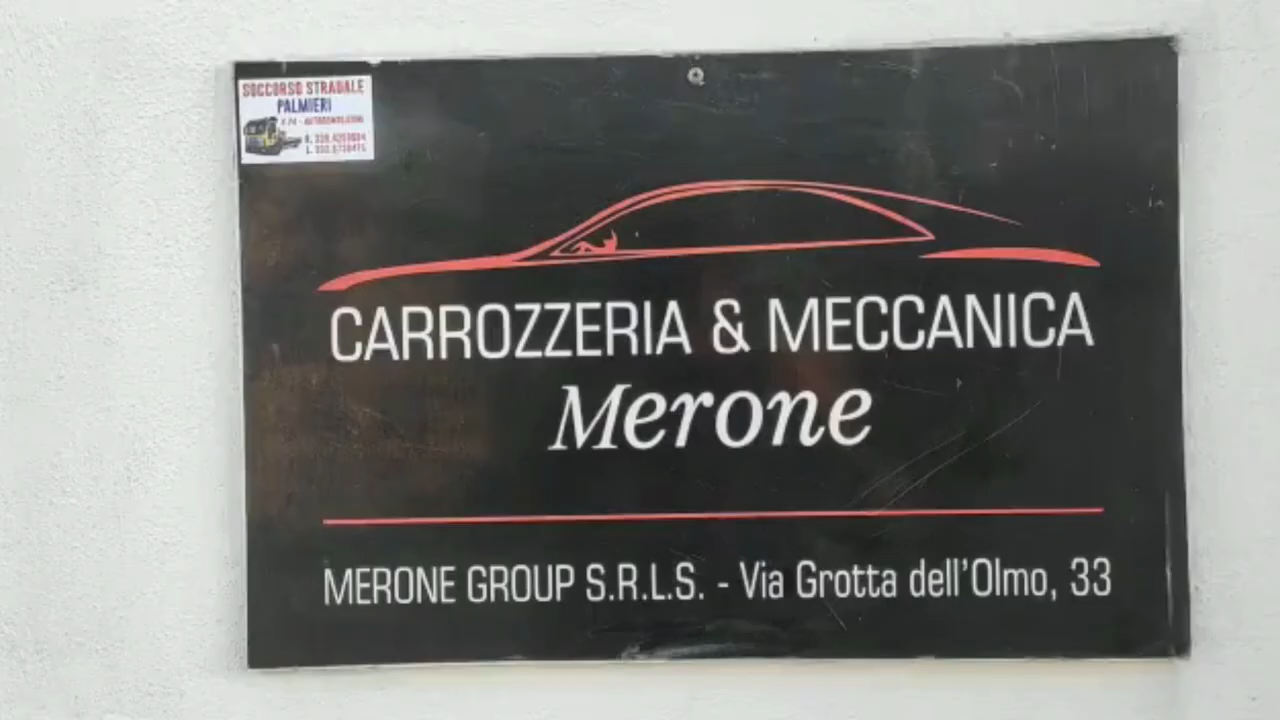 SOCCORSO STRADALE
PALMIERI
CARROZZERIA & MECCANICA
Merone
MERONE GROUP S.R.L.S. - Via Grotta dell'Olmo, 33